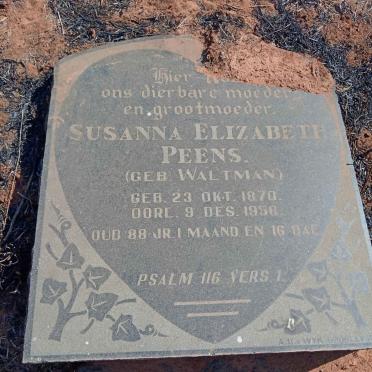 Hier
ons dierbare moeder
en grootmoeder.
SUSANNA ELIZABETH
PEENS.
(GEB. WALTMAN)
GEB. 23 OKT. 1870.
OORL. 9 DES. 1958.
OUD 88 JR. 1 MAAND EN 16 DAE
PSALM 116 VERS. 1.